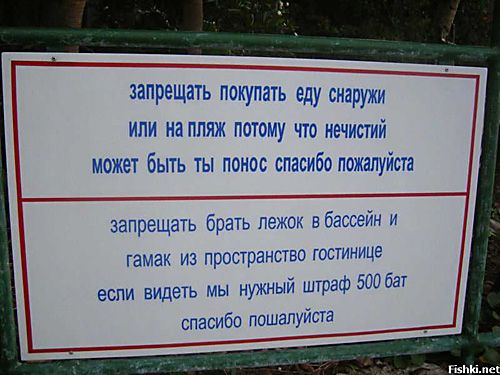 запрещать покупать еду снаружи
или на пляж потому что нечистий
может быть ты понос спасибо пожалуйста
запрещать брать лежок в бассейн и
гамак из пространство гостинице
если видеть мы нужный штраф 500 бат
спасибо пошалуйста
Fishki.net